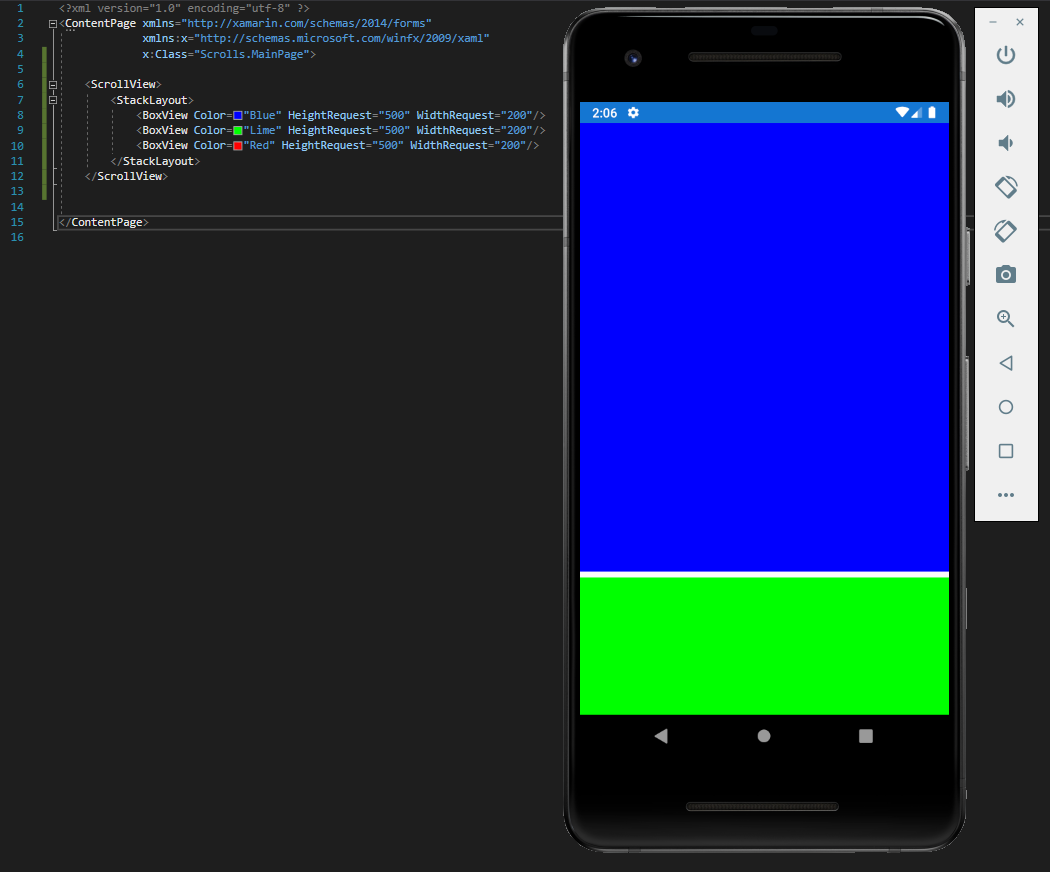 1 <?xml version="1.0" encoding="utf-8" ?>
2 <ContentPage xmlns="http://xamarin.com/schemas/2014/forms"
3 xmlns:x="http://schemas.microsoft.com/winfx/2009/xaml"
4 x:Class="Scrolls.MainPage">
5
6 <ScrollView>
7 <StackLayout>
8 <BoxView Color="Blue" HeightRequest="500" WidthRequest="200"/>
9 <BoxView Color="Lime" HeightRequest="500" WidthRequest="200"/>
10 <BoxView Color="Red" HeightRequest="500" WidthRequest="200"/>
11 </StackLayout>
12 </ScrollView>
13
14
15 </ContentPage>
16
2:06